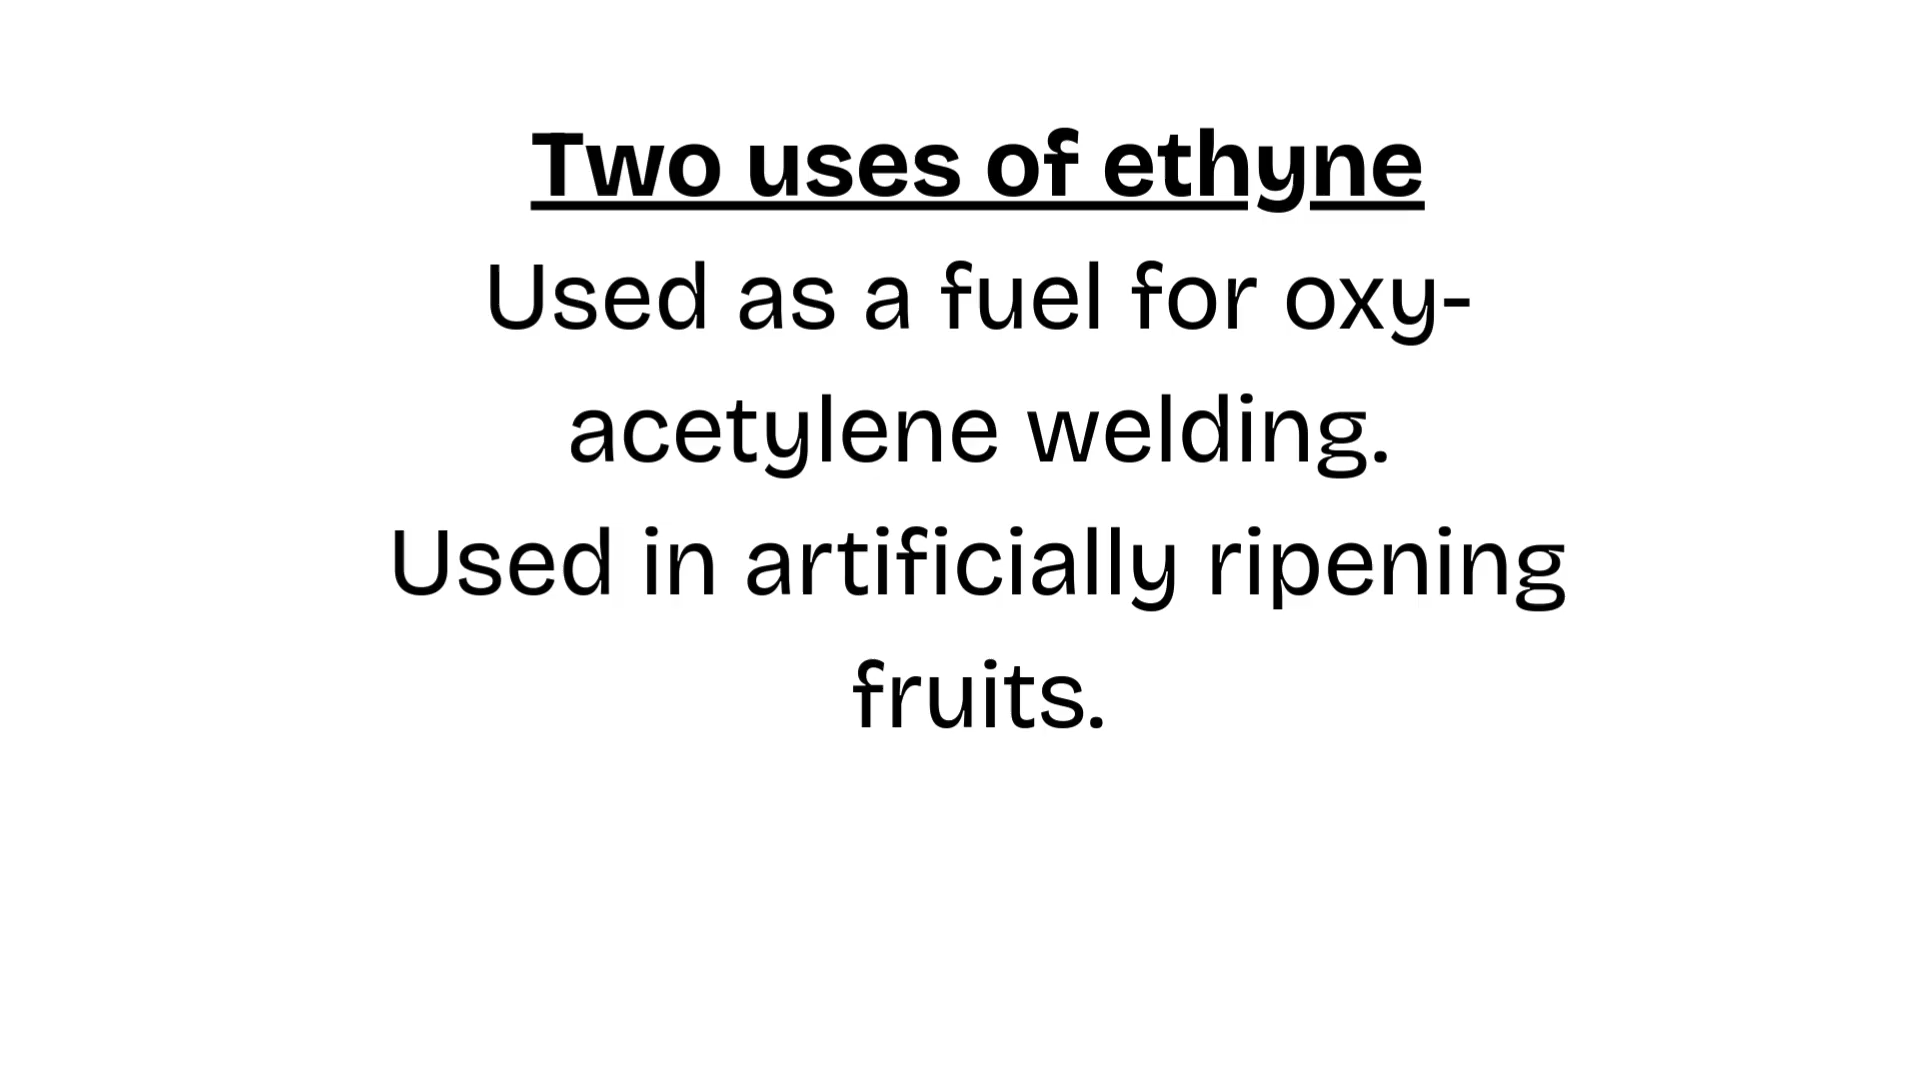 Two uses of ethyne
Used as a fuel for oxy-
acetylene welding.
Used in artificially ripening
fruits.